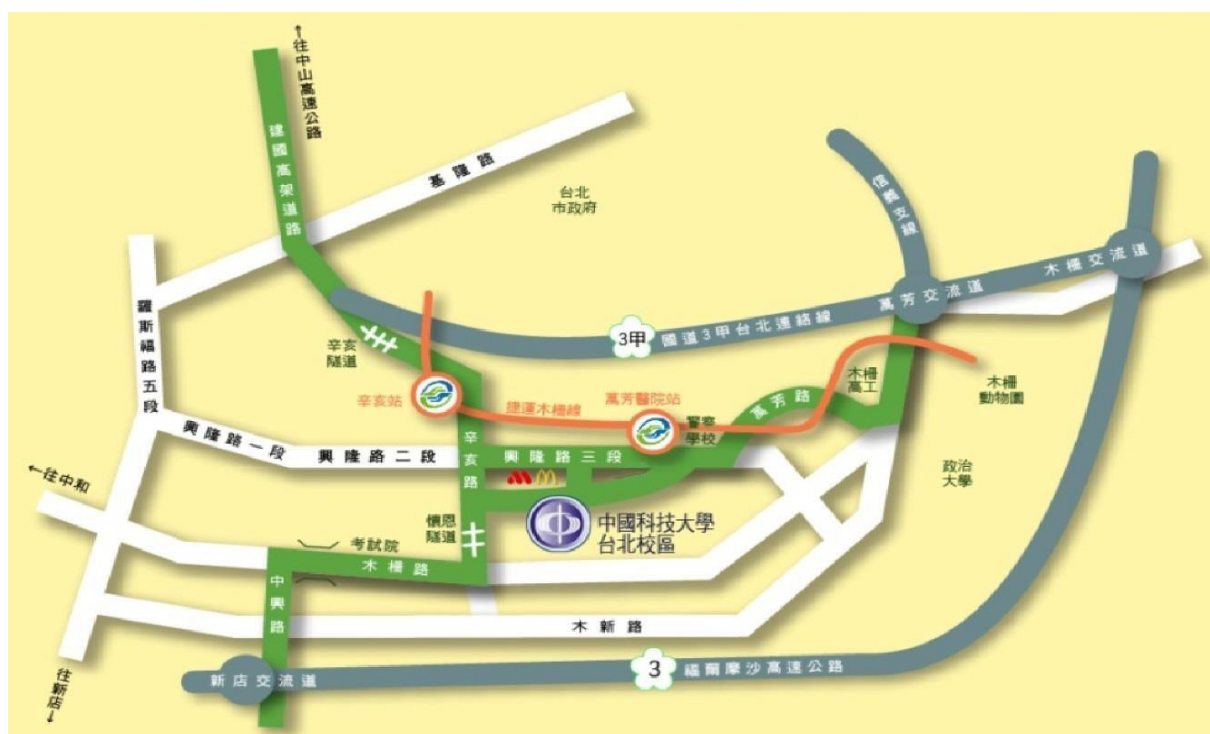 ↑往中山高速公路
建國高架道路
基隆路
台北
市政府
信義支線
木柵交流道
萬芳交流道
國道3甲台北連絡線
3甲
羅斯福路五段
辛亥
隧道
辛亥站
捷運木柵線
萬芳醫院站
萬芳路
木柵
高工
木柵
動物園
警察
學校
興隆路一段
興隆路二段
辛亥路
興隆路三段
政治
大學
←往中和
懷恩
隧道
中國科技大學
台北校區
考試院
木柵路
中興路
木新路
新店交流道
3
福爾摩沙高速公路
往新店↓